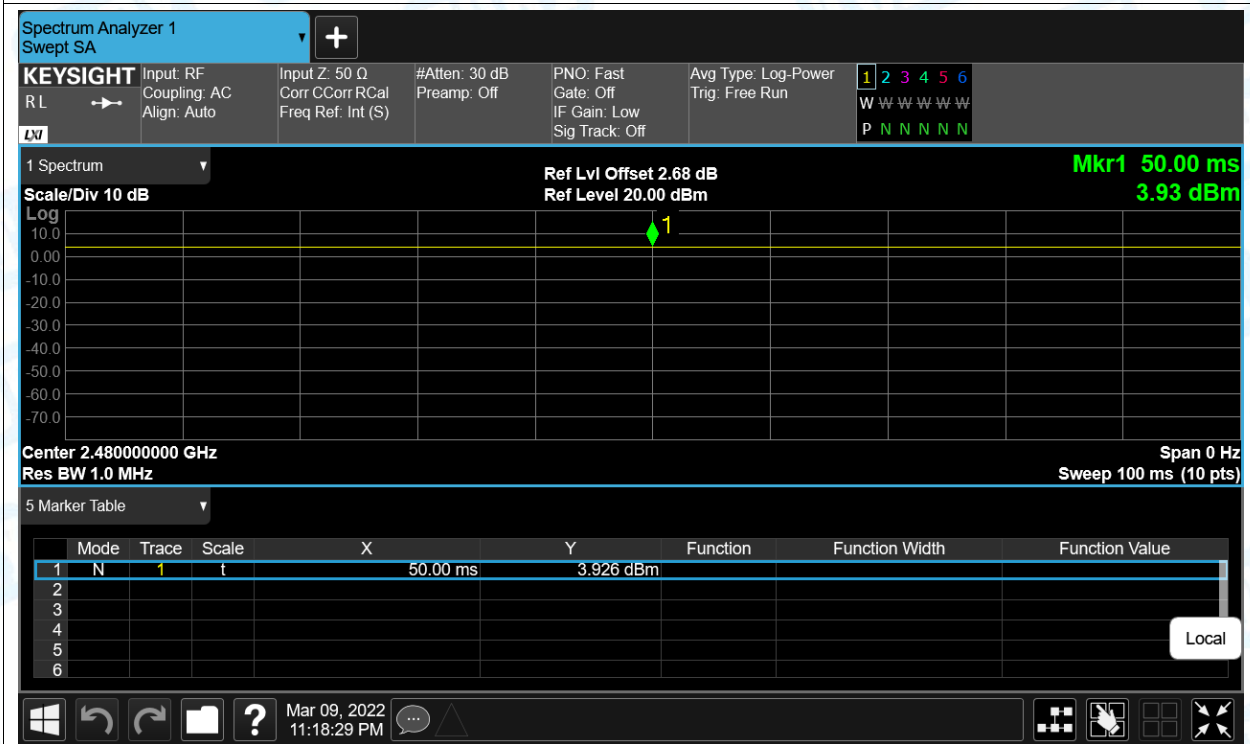 Spectrum Analyzer 1
Swept SA
KEYSIGHT Input: RF Input Z: 50 Ω #Atten: 30 dB PNO: Fast Avg Type: Log-Power 1 2 3 4 5 6
R L Coupling: AC Corr CCorr RCal Preamp: Off Gate: Off Trig: Free Run W W W W W W
Align: Auto Freq Ref: Int (S) IF Gain: Low
LXI Sig Track: Off P N N N N N
1 Spectrum Ref Lvl Offset 2.68 dB Mkr1 50.00 ms
Scale/Div 10 dB Ref Level 20.00 dBm 3.93 dBm
Log
1
10.0
0.00
-10.0
-20.0
-30.0
-40.0
-50.0
-60.0
-70.0
Center 2.480000000 GHz Span 0 Hz
Res BW 1.0 MHz Sweep 100 ms (10 pts)
5 Marker Table
Mode Trace Scale X Y Function Function Width Function Value
1 N 1 t 50.00 ms 3.926 dBm
2
3
4
5
6
Local
? Mar 09, 2022
11:18:29 PM